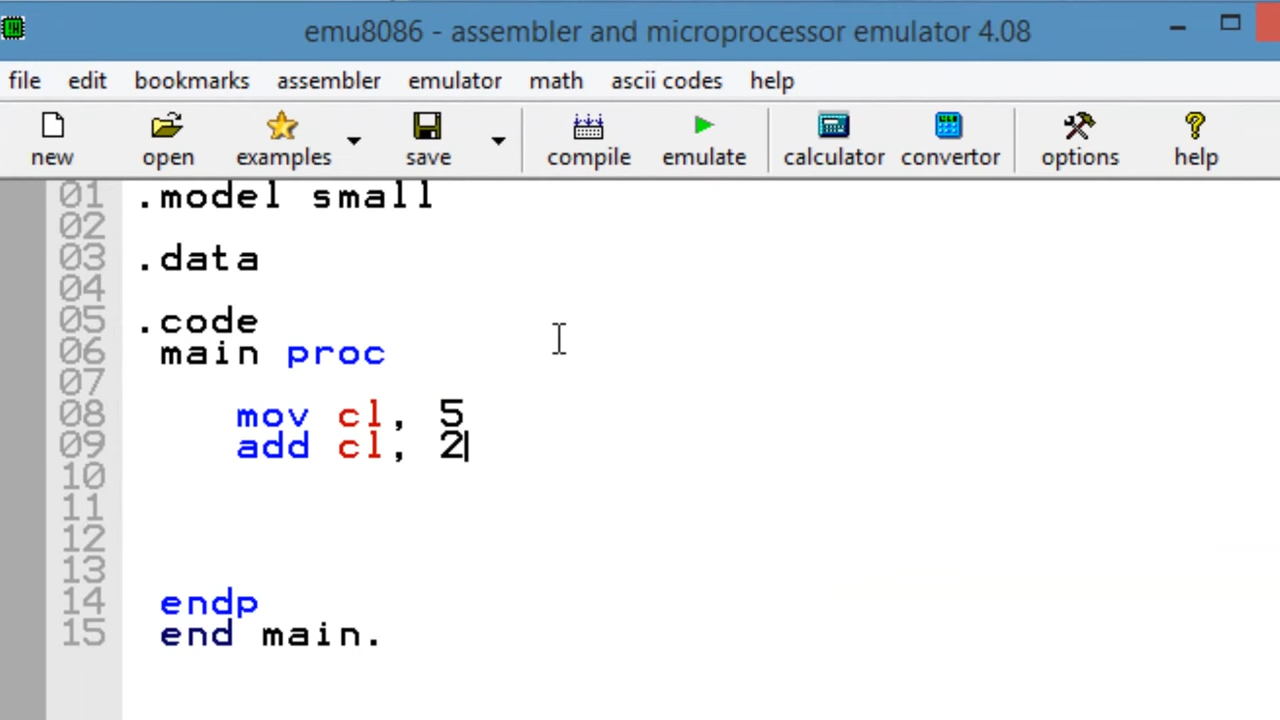 emu8086 - assembler and microprocessor emulator 4.08
file edit bookmarks assembler emulator math ascii codes help
new open examples save compile emulate calculator convertor options help
01 .model small
02
03 .data
04
05 .code
06 main proc
07
08 mov cl, 5
09 add cl, 2
10
11
12
13
14 endp
15 end main.